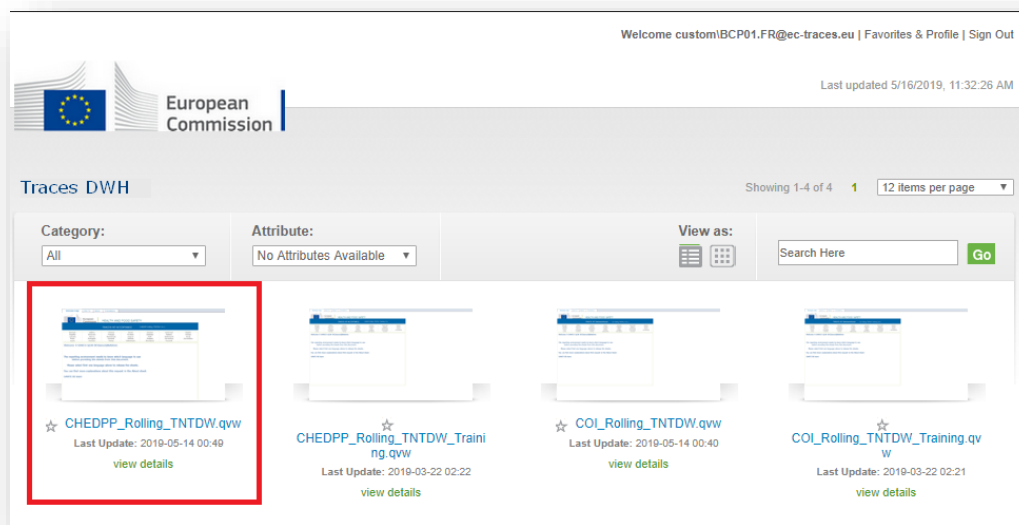 Welcome custom\BCP01.FR@ec-traces.eu | Favorites & Profile | Sign Out
Last updated 5/16/2019, 11:32:26 AM
European
Commission
Traces DWH
Showing 1-4 of 4 1 12 items per page
Category:
Attribute:
View as:
All
No Attributes Available
Search Here
Go
CHEDPP_Rolling_TNTDW.qvw
Last Update: 2019-05-14 00:49
view details
CHEDPP_Rolling_TNTDW_Traini
ng.qvw
Last Update: 2019-03-22 02:22
view details
COI_Rolling_TNTDW.qvw
Last Update: 2019-05-14 00:40
view details
COI_Rolling_TNTDW_Training.qv
w
Last Update: 2019-03-22 02:21
view details